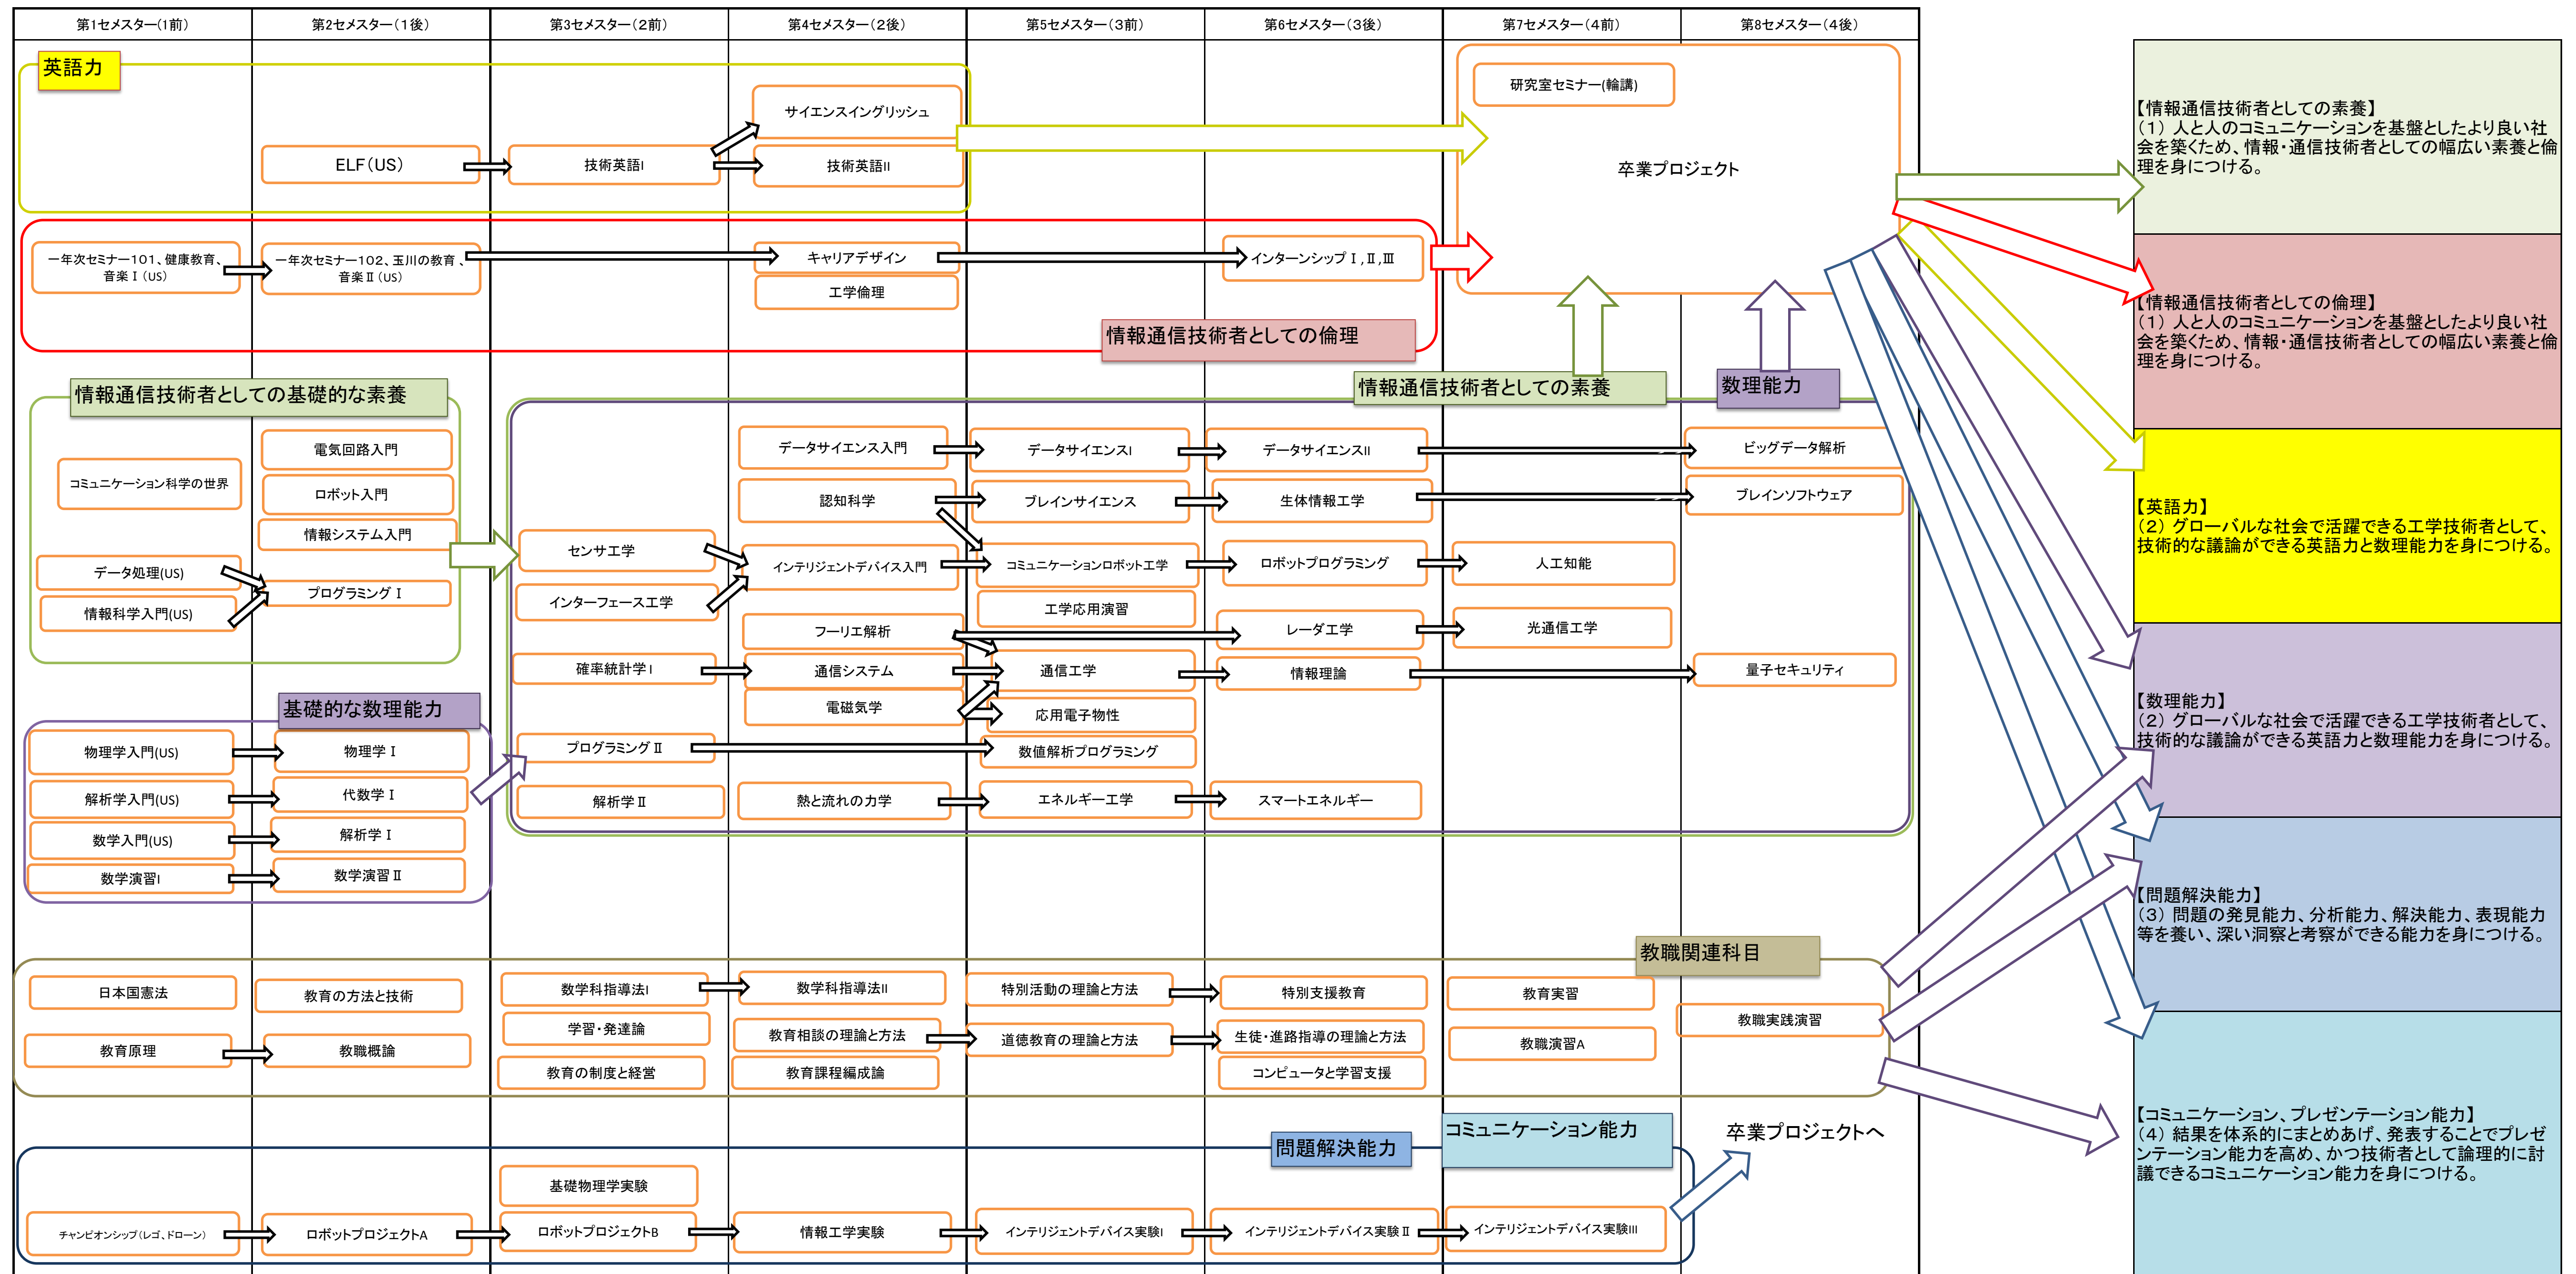 第1セメスター(1前)
第2セメスター(1後)
第3セメスター(2前)
第4セメスター(2後)
第5セメスター(3前)
第6セメスター(3後)
第7セメスター(4前)
第8セメスター(4後)
英語力
ELF(US)
技術英語I
サイエンスイングリッシュ
技術英語II
研究室セミナー(輪講)
卒業プロジェクト
一年次セミナー101、健康教育、
音楽Ⅰ(US)
一年次セミナー102、玉川の教育、
音楽Ⅱ(US)
キャリアデザイン
工学倫理
インターンシップⅠ,Ⅱ,Ⅲ
情報通信技術者としての倫理
情報通信技術者としての基礎的な素養
コミュニケーション科学の世界
電気回路入門
ロボット入門
情報システム入門
データ処理(US)
情報科学入門(US)
プログラミングⅠ
情報通信技術者としての素養
数理能力
データサイエンス入門
データサイエンスI
データサイエンスII
ビッグデータ解析
認知科学
ブレインサイエンス
生体情報工学
ブレインソフトウェア
センサ工学
インターフェース工学
インテリジェントデバイス入門
コミュニケーションロボット工学
ロボットプログラミング
人工知能
工学応用演習
フーリエ解析
レーダ工学
光通信工学
確率統計学Ⅰ
通信システム
通信工学
情報理論
量子セキュリティ
電磁気学
応用電子物性
プログラミングⅡ
数値解析プログラミング
解析学Ⅱ
熱と流れの力学
エネルギー工学
スマートエネルギー
基礎的な数理能力
物理学入門(US)
物理学Ⅰ
解析学入門(US)
代数学Ⅰ
数学入門(US)
解析学Ⅰ
数学演習I
数学演習Ⅱ
教職関連科目
日本国憲法
教育の方法と技術
数学科指導法I
数学科指導法II
特別活動の理論と方法
特別支援教育
教育実習
教職実践演習
学習・発達論
教育原理
教職概論
教育相談の理論と方法
道徳教育の理論と方法
生徒・進路指導の理論と方法
教職演習A
教育の制度と経営
教育課程編成論
コンピュータと学習支援
問題解決能力
コミュニケーション能力
卒業プロジェクトへ
基礎物理学実験
チャンピオンシップ(レゴ、ドローン)
ロボットプロジェクトA
ロボットプロジェクトB
情報工学実験
インテリジェントデバイス実験I
インテリジェントデバイス実験Ⅱ
インテリジェントデバイス実験III
【情報通信技術者としての素養】
(1) 人と人のコミュニケーションを基盤としたより良い社
会を築くため、情報・通信技術者としての幅広い素養と倫
理を身につける。
【情報通信技術者としての倫理】
(1) 人と人のコミュニケーションを基盤としたより良い社
会を築くため、情報・通信技術者としての幅広い素養と倫
理を身につける。
【英語力】
(2) グローバルな社会で活躍できる工学技術者として、
技術的な議論ができる英語力と数理能力を身につける。
【数理能力】
(2) グローバルな社会で活躍できる工学技術者として、
技術的な議論ができる英語力と数理能力を身につける。
【問題解決能力】
(3) 問題の発見能力、分析能力、解決能力、表現能力
等を養い、深い洞察と考察ができる能力を身につける。
【コミュニケーション、プレゼンテーション能力】
(4) 結果を体系的にまとめあげ、発表することでプレゼ
ンテーション能力を高め、かつ技術者として論理的に討
議できるコミュニケーション能力を身につける。